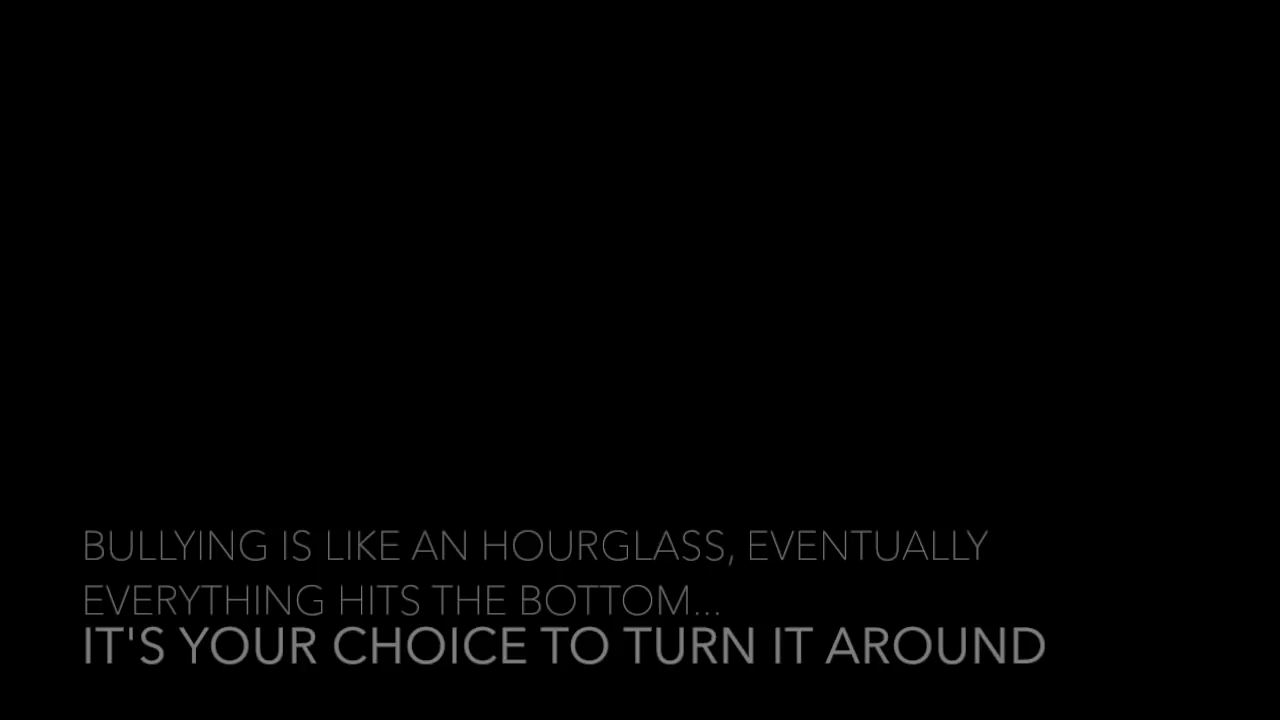 BULLYING IS LIKE AN HOURGLASS, EVENTUALLY
EVERYTHING HITS THE BOTTOM...
IT'S YOUR CHOICE TO TURN IT AROUND